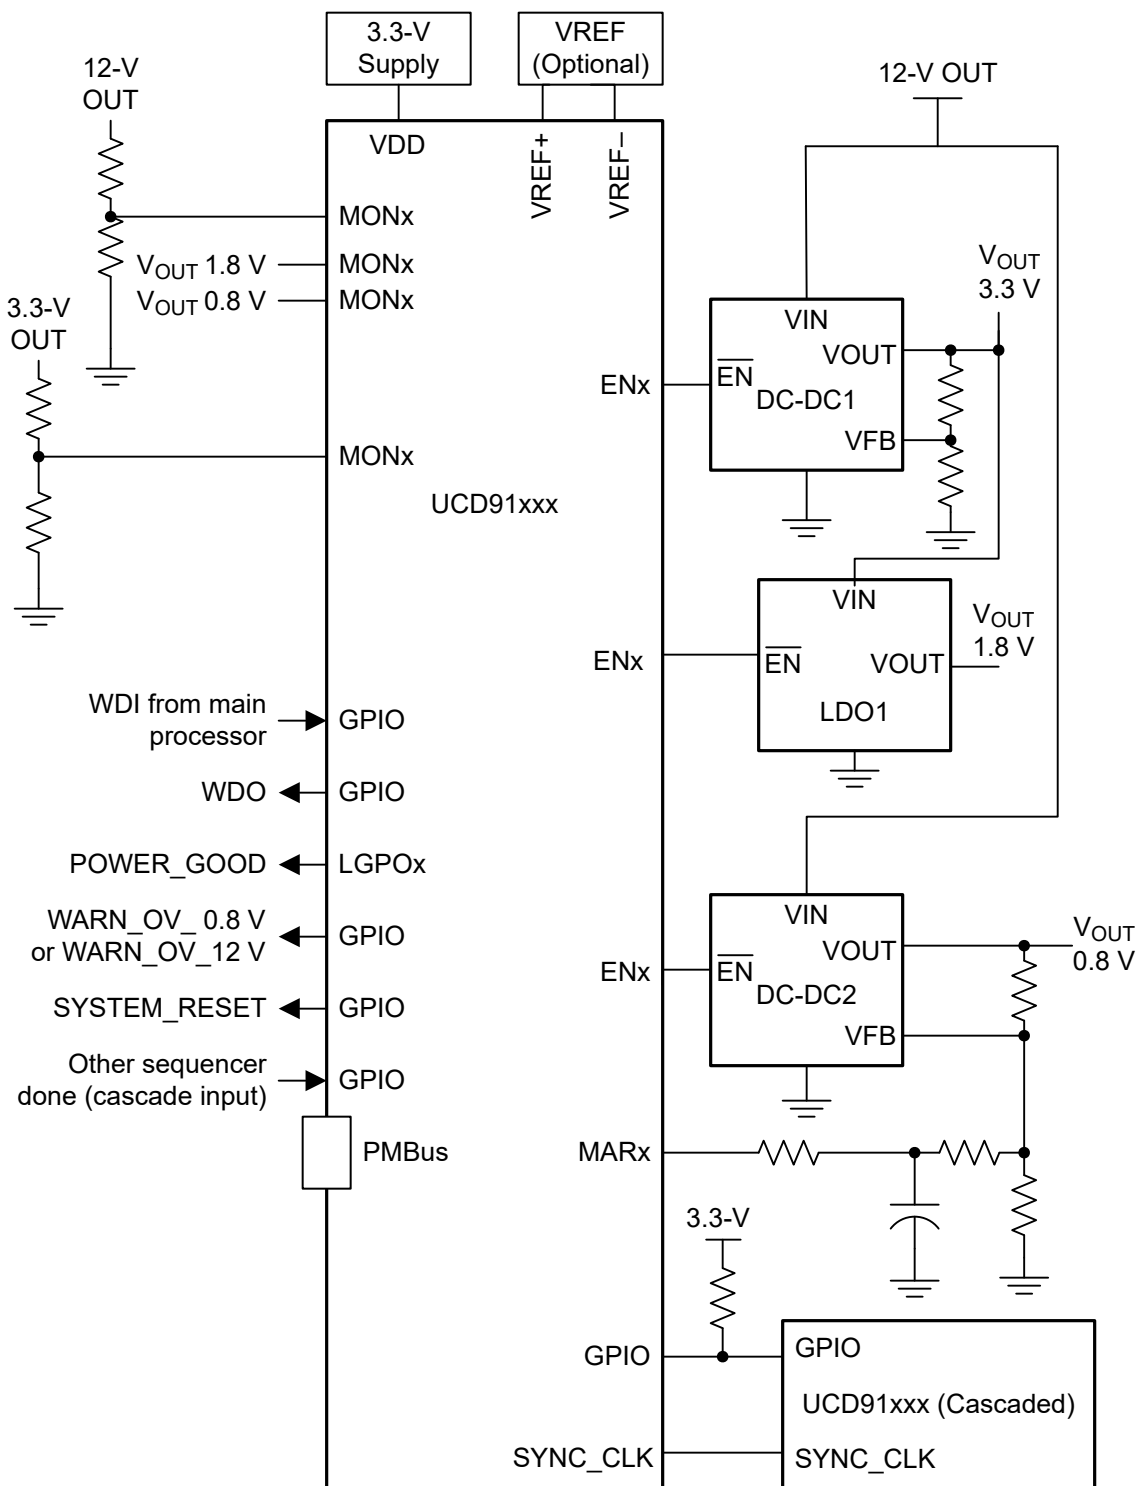 3.3-V
Supply
VREF
(Optional)
12-V
OUT
12-V OUT
VDD
VREF+
VREF–
MONx
VOUT 1.8 V
MONx
VOUT 0.8 V
MONx
3.3-V
OUT
MONx
UCD91xxx
VOUT
3.3 V
VIN
VOUT
ENx
EN
DC-DC1
VFB
VIN
VOUT
1.8 V
ENx
EN
VOUT
LDO1
WDI from main
processor
GPIO
WDO
GPIO
POWER_GOOD
LGPOx
WARN_OV_ 0.8 V
or WARN_OV_12 V
GPIO
SYSTEM_RESET
GPIO
Other sequencer
done (cascade input)
GPIO
PMBus
VIN
VOUT
VOUT
0.8 V
ENx
EN
DC-DC2
VFB
MARx
3.3-V
GPIO
GPIO
UCD91xxx (Cascaded)
SYNC_CLK
SYNC_CLK